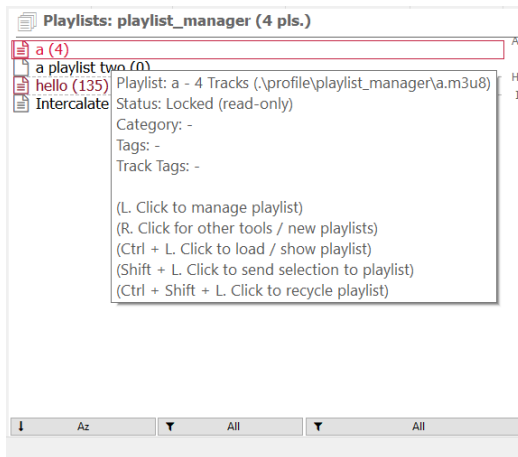 Playlists: playlist_manager (4 pls.)
a (4)
a playlist two (0)
hello (135)
Intercalate
Playlist: a - 4 Tracks (.\profile\playlist_manager\a.m3u8)
Status: Locked (read-only)
Category: -
Tags: -
Track Tags: -
(L. Click to manage playlist)
(R. Click for other tools / new playlists)
(Ctrl + L. Click to load / show playlist)
(Shift + L. Click to send selection to playlist)
(Ctrl + Shift + L. Click to recycle playlist)
A
H
Az
All
All